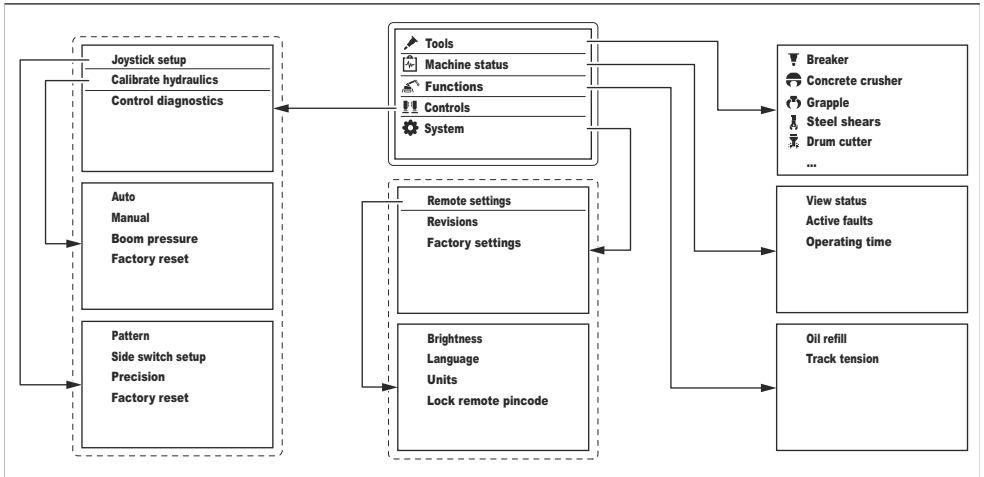 Joystick setup
Calibrate hydraulics
Control diagnostics
Auto
Manual
Boom pressure
Factory reset
Pattern
Side switch setup
Precision
Factory reset
Tools
Machine status
Functions
Controls
System
Remote settings
Revisions
Factory settings
Brightness
Language
Units
Lock remote pincode
Breaker
Concrete crusher
Grapple
Steel shears
Drum cutter
...
View status
Active faults
Operating time
Oil refill
Track tension